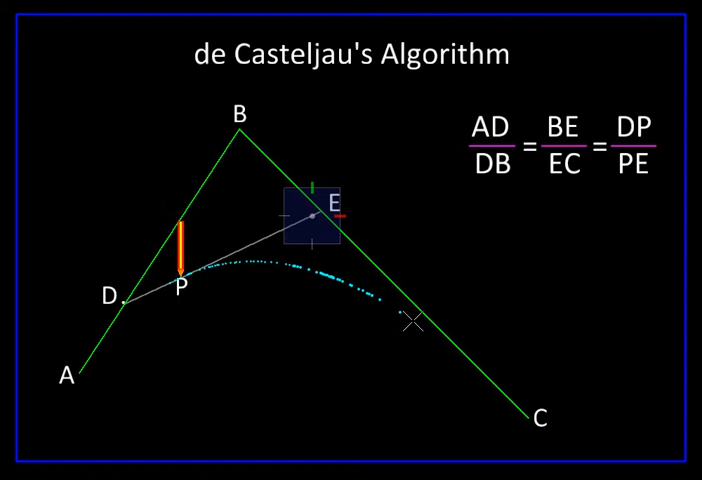 de Casteljau's Algorithm
B
AD/DB = BE/EC = DP/PE
E
P
D
A
C